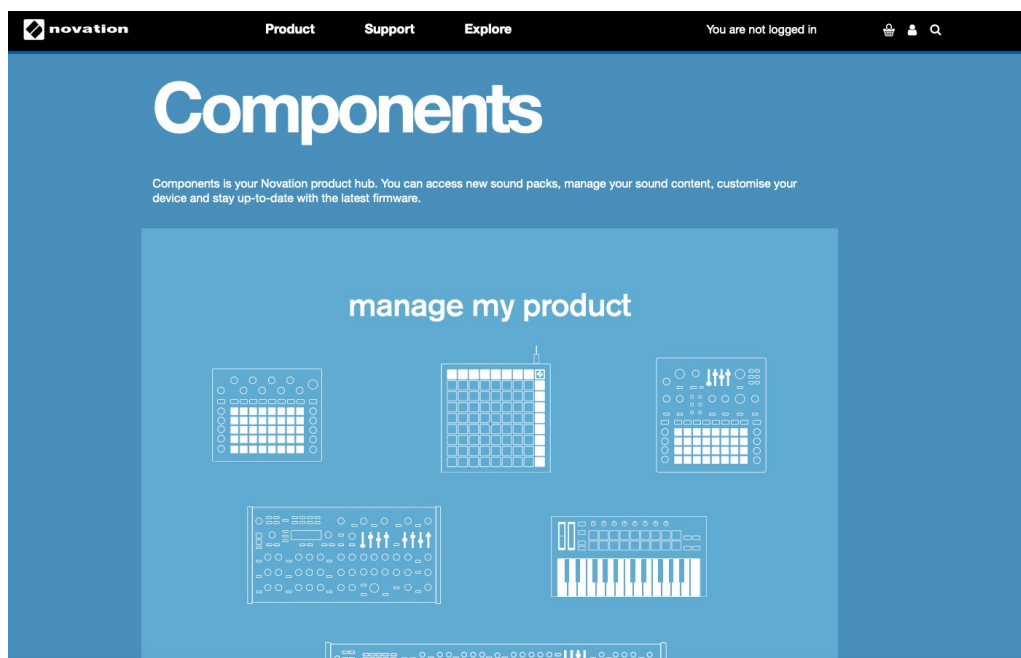 novation
Product Support Explore You are not logged in
Components
Components is your Novation product hub. You can access new sound packs, manage your sound content, customise your
device and stay up-to-date with the latest firmware.
manage my product